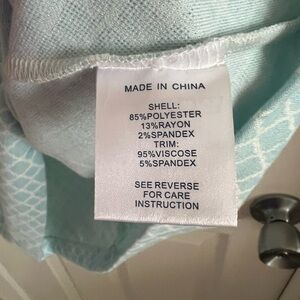 MADE IN CHINA
SHELL:
85%POLYESTER
13%RAYON
2%SPANDEX
TRIM:
95%VISCOSE
5%SPANDEX
SEE REVERSE
FOR CARE
INSTRUCTION